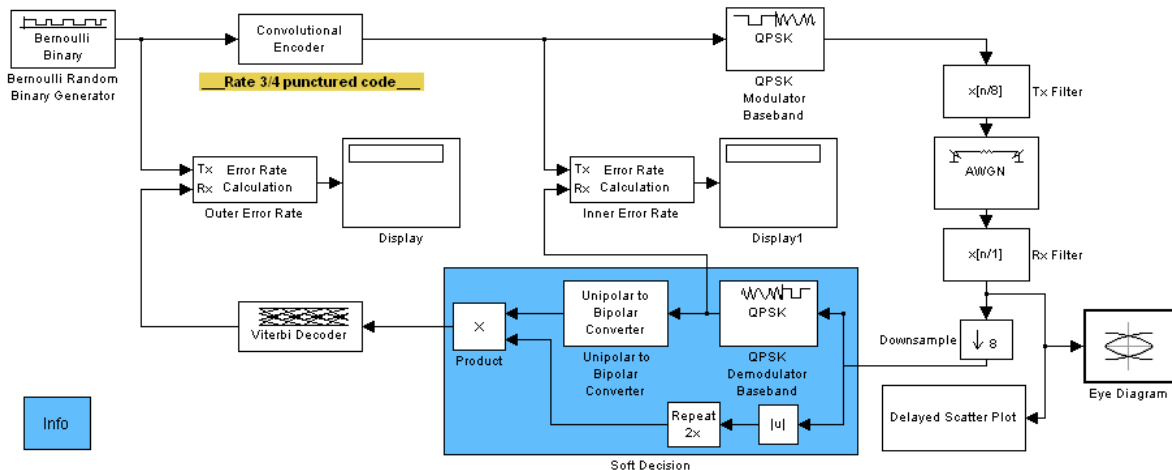 Bernoulli
Binary
Bernoulli Random
Binary Generator
Convolutional
Encoder
___Rate 3/4 punctured code___
QPSK
QPSK
Modulator
Baseband
x[n/8]
Tx Filter
AWGN
x[n/1]
Rx Filter
Tx
Rx
Error Rate
Calculation
Outer Error Rate
Display
Tx
Rx
Error Rate
Calculation
Inner Error Rate
Display1
Viterbi Decoder
X
Product
Unipolar to
Bipolar
Converter
Unipolar to
Bipolar
Converter
QPSK
QPSK
Demodulator
Baseband
Downsample
8
Eye Diagram
Delayed Scatter Plot
Repeat
2x
|u|
Soft Decision
Info